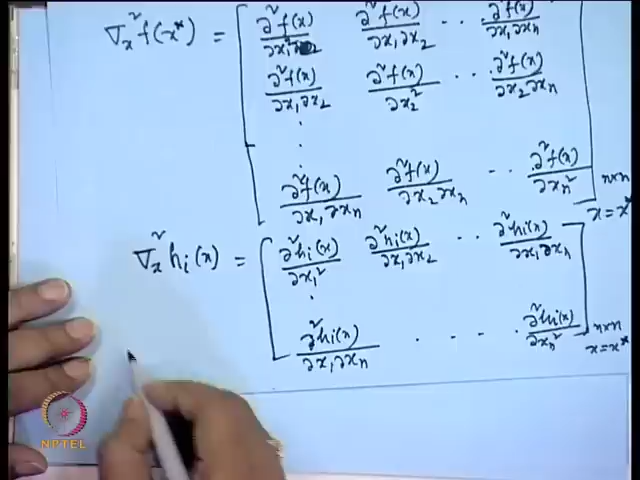 ∇ₓ²f(x*) = [ ∂²f(x)/∂x₁² ∂²f(x)/∂x₁∂x₂ ·· ∂²f(x)/∂x₁∂xₙ
∂²f(x)/∂x₁∂x₂ ∂²f(x)/∂x₂² ·· ∂²f(x)/∂x₂∂xₙ
⋮
∂²f(x)/∂x₁∂xₙ ∂²f(x)/∂x₂∂xₙ ·· ∂²f(x)/∂xₙ² ] n×n
x=x*
∇ₓ²hᵢ(x) = [ ∂²hᵢ(x)/∂x₁² ∂²hᵢ(x)/∂x₁∂x₂ ·· ∂²hᵢ(x)/∂x₁∂xₙ
⋮
∂²hᵢ(x)/∂x₁∂xₙ · · - · ∂²hᵢ(x)/∂xₙ² ] n×n
x=x*
NPTEL